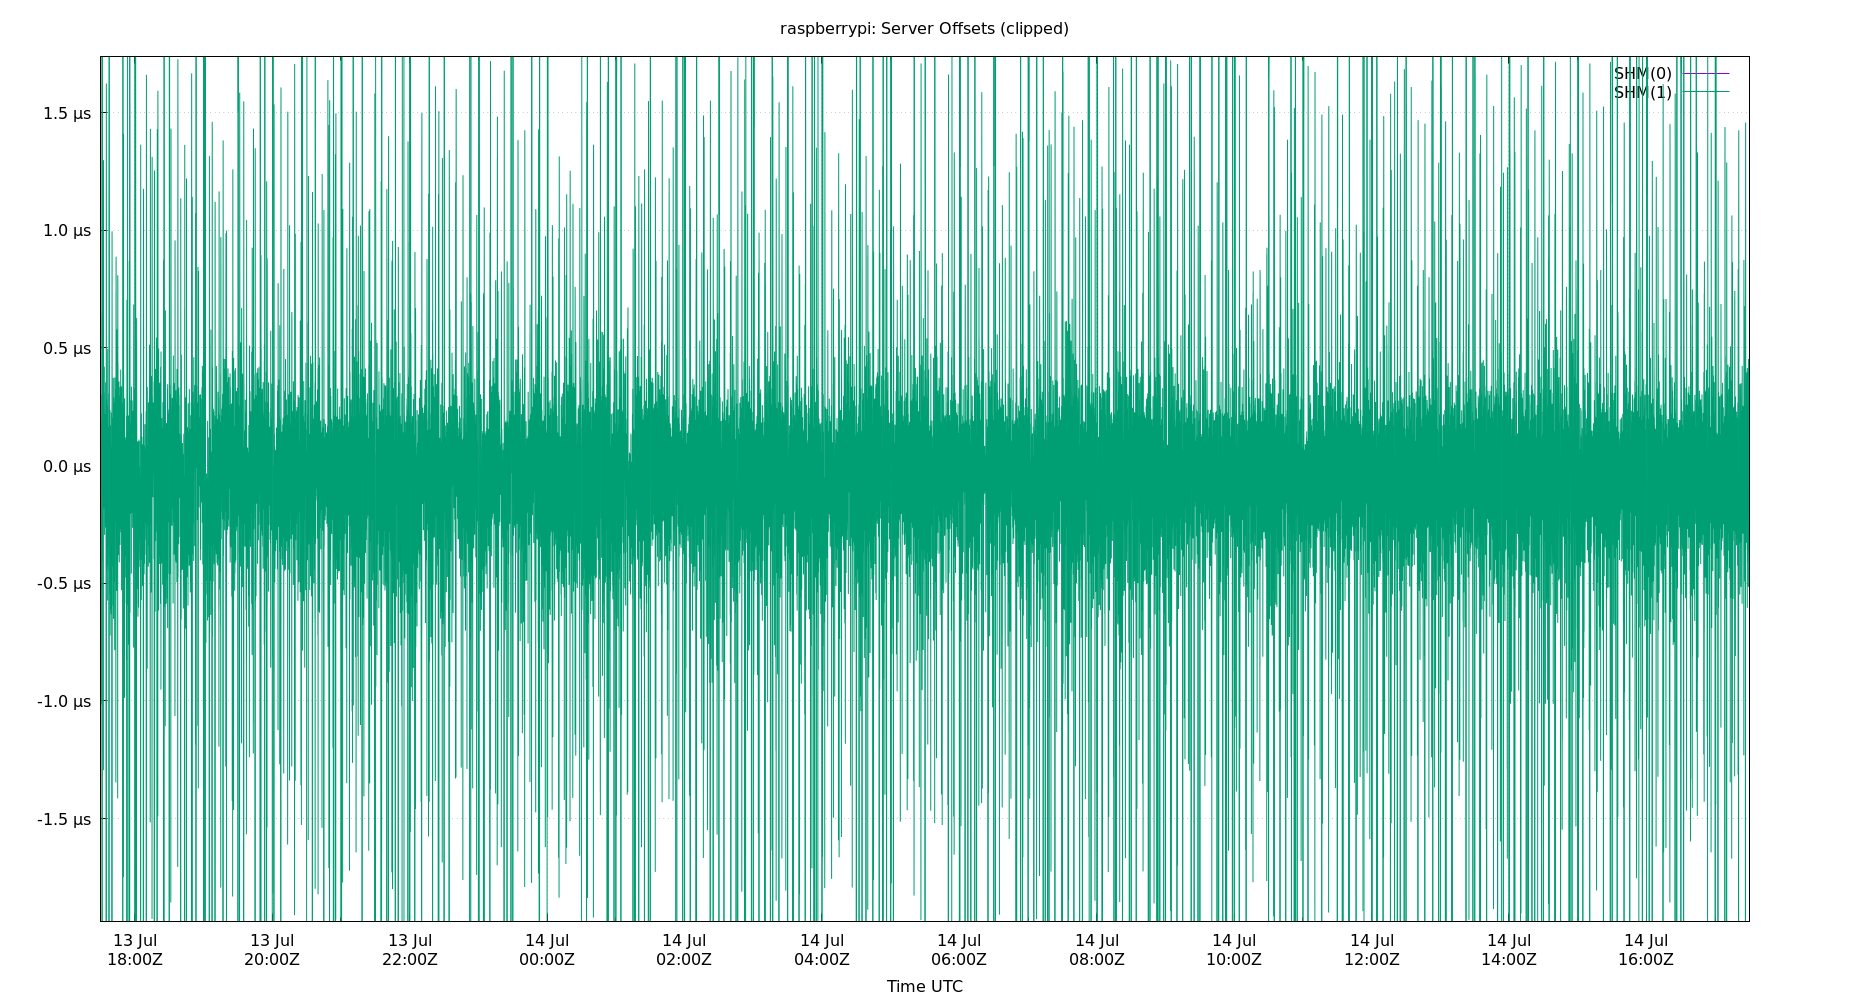 raspberrypi: Server Offsets (clipped)
SHM(0)
SHM(1)
1.5 µs
1.0 µs
0.5 µs
0.0 µs
-0.5 µs
-1.0 µs
-1.5 µs
13 Jul 13 Jul 13 Jul 14 Jul 14 Jul 14 Jul 14 Jul 14 Jul 14 Jul 14 Jul 14 Jul 14 Jul
18:00Z 20:00Z 22:00Z 00:00Z 02:00Z 04:00Z 06:00Z 08:00Z 10:00Z 12:00Z 14:00Z 16:00Z
Time UTC